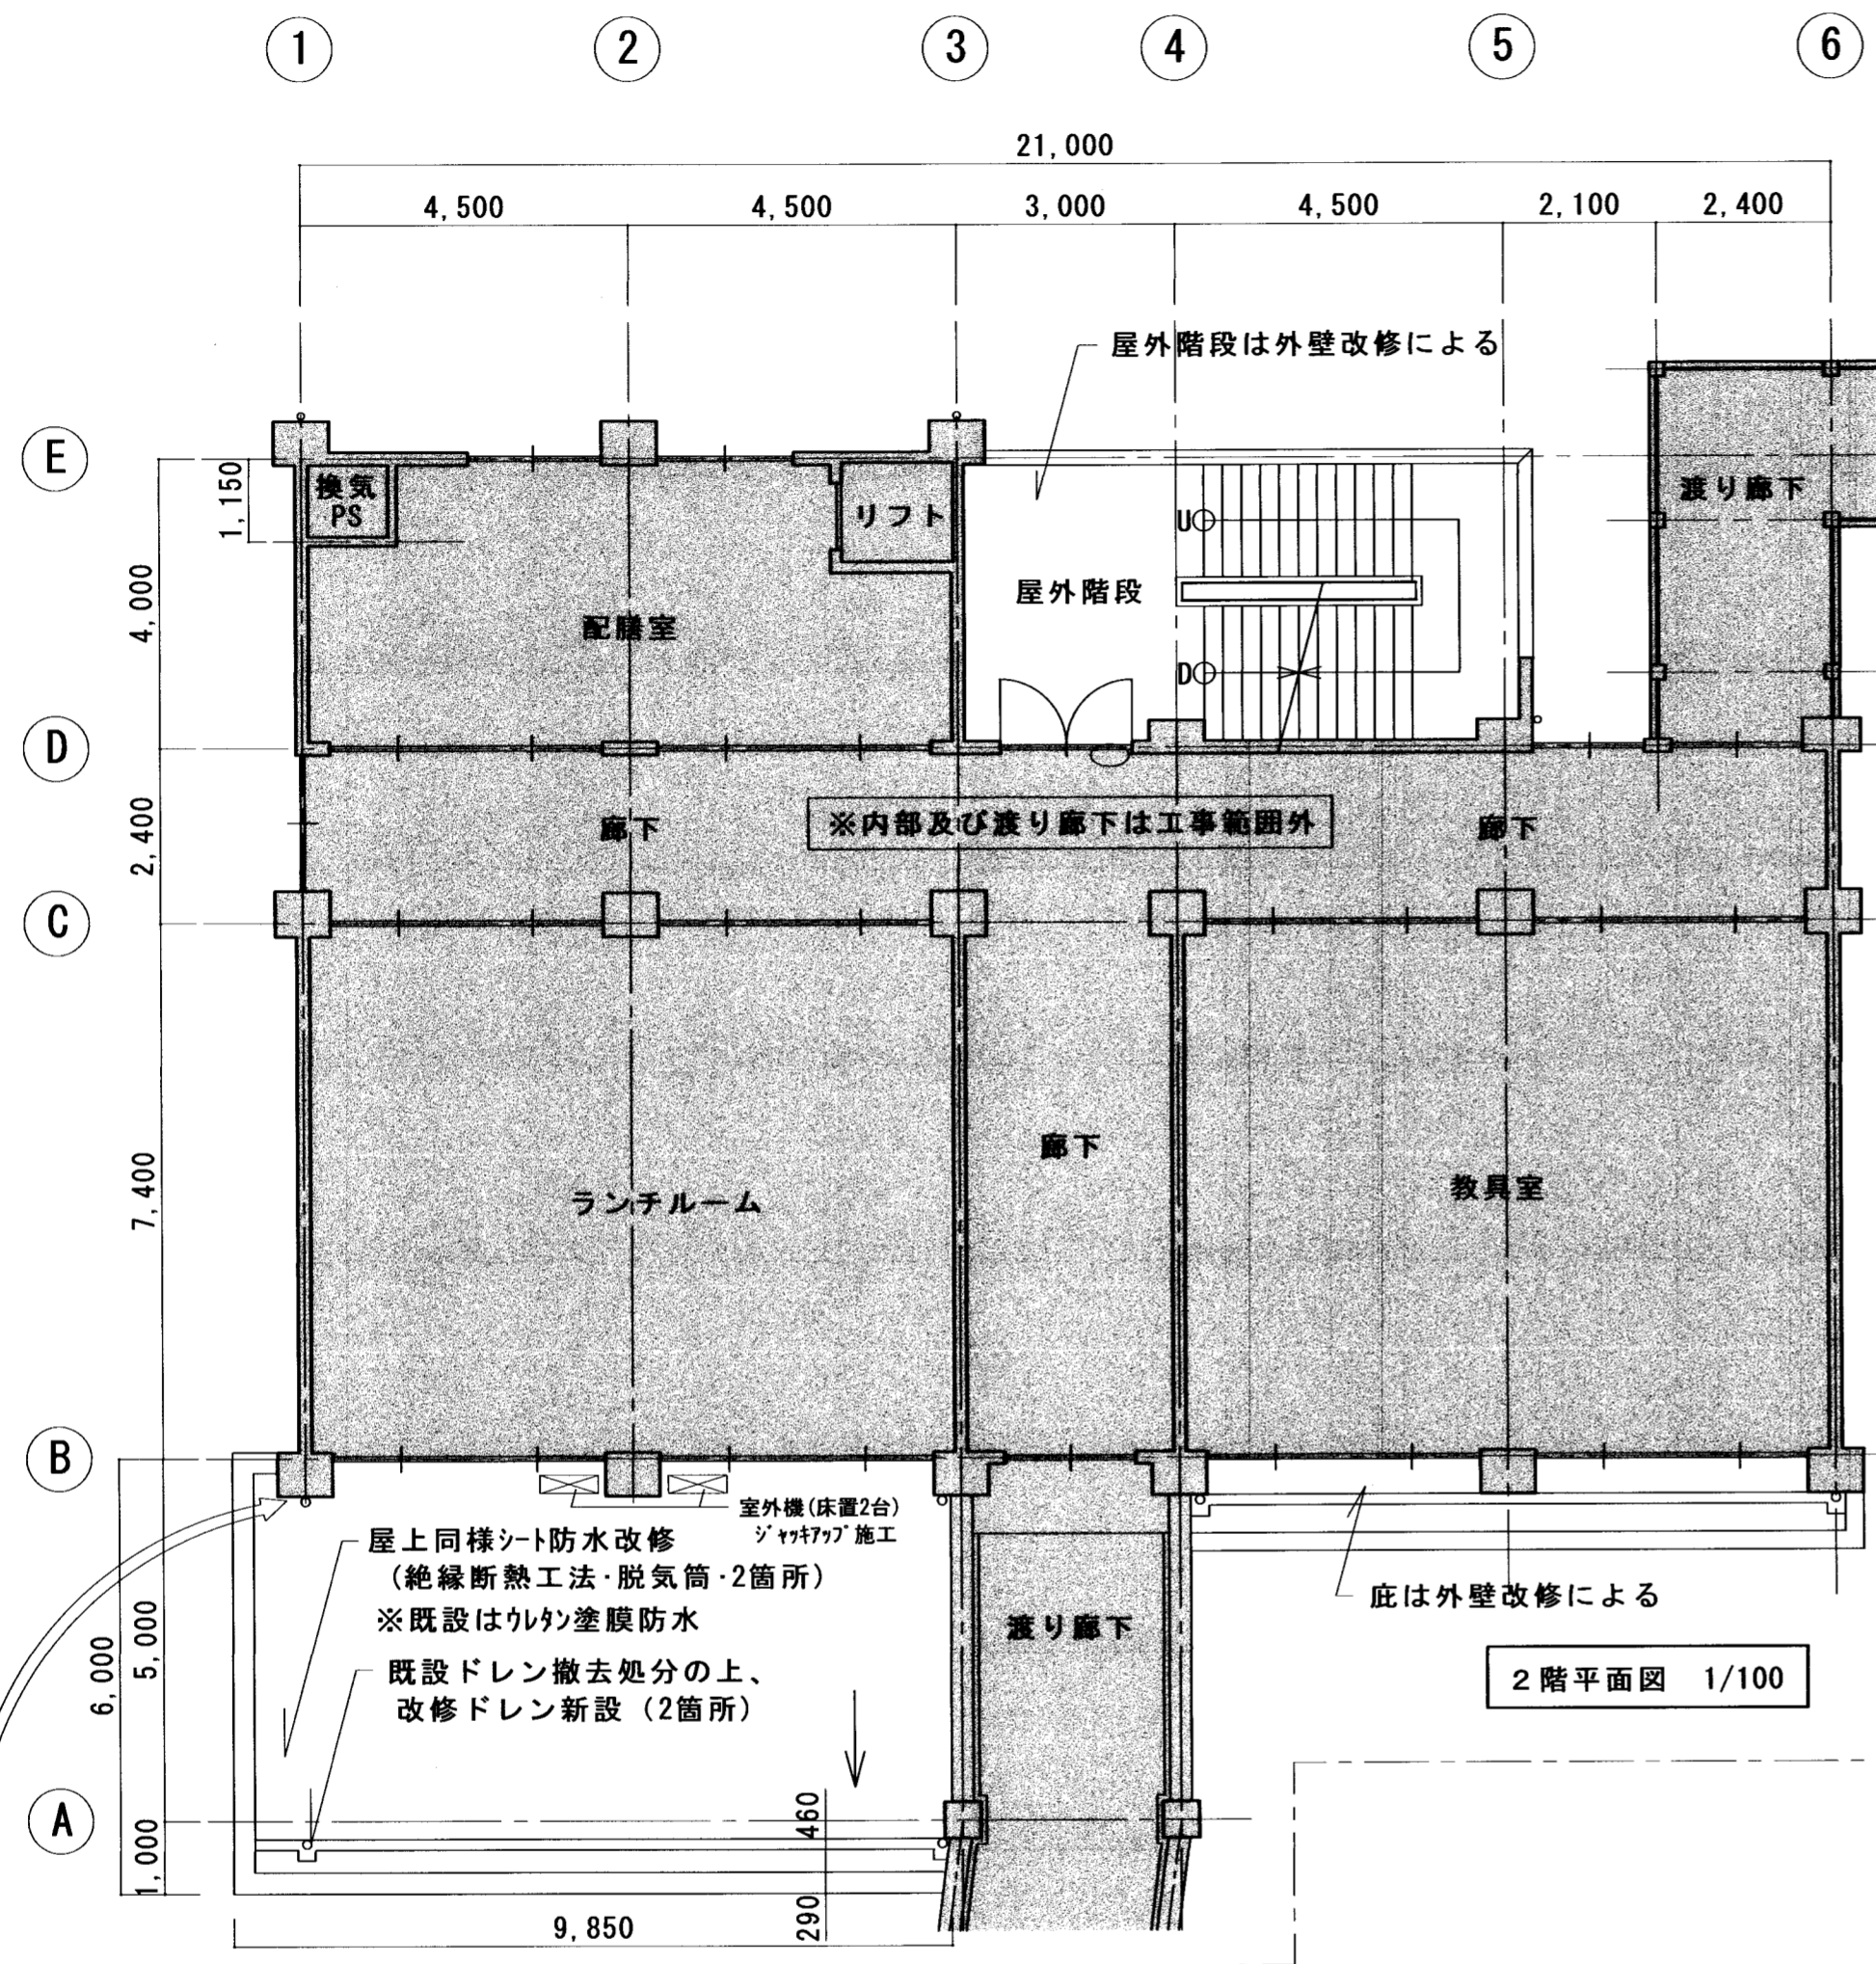 1 2 3 4 5 6
21,000
4,500 4,500 3,000 4,500 2,100 2,400
屋外階段は外壁改修による
E
1,150
換気
PS
リフト
U
渡り廊下
4,000
屋外階段
配膳室
D
D
2,400
廊下
※内部及び渡り廊下は工事範囲外
廊下
C
7,400
廊下
ランチルーム
教具室
B
室外機(床置2台)
ジャッキアップ施工
屋上同様シート防水改修
(絶縁断熱工法・脱気筒・2箇所)
※既設はウレタン塗膜防水
庇は外壁改修による
渡り廊下
6,000
5,000
既設ドレン撤去処分の上、
改修ドレン新設(2箇所)
2階平面図 1/100
A
460
1,000
290
9,850